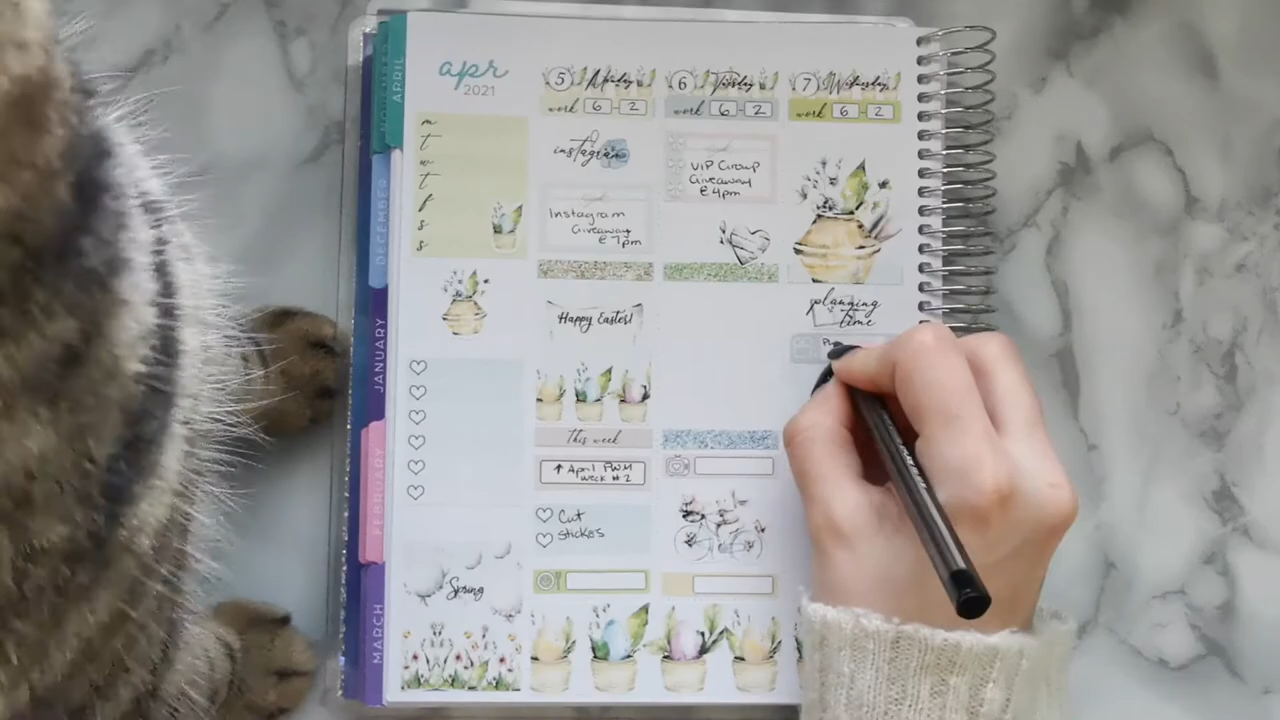 apr
2021
APRIL
DECEMBER
JANUARY
FEBRUARY
MARCH
m
t
w
t
f
s
s
Spring
5 Monday
work 6-2
instagram
Instagram
Giveaway
@ 7pm
Happy Easter!
This week
↑ April PWM
week #2
Cut
stickers
6 Tuesday
work 6-2
VIP Group
Giveaway
@ 4pm
7 Wednesday
work 6-2
planning
time